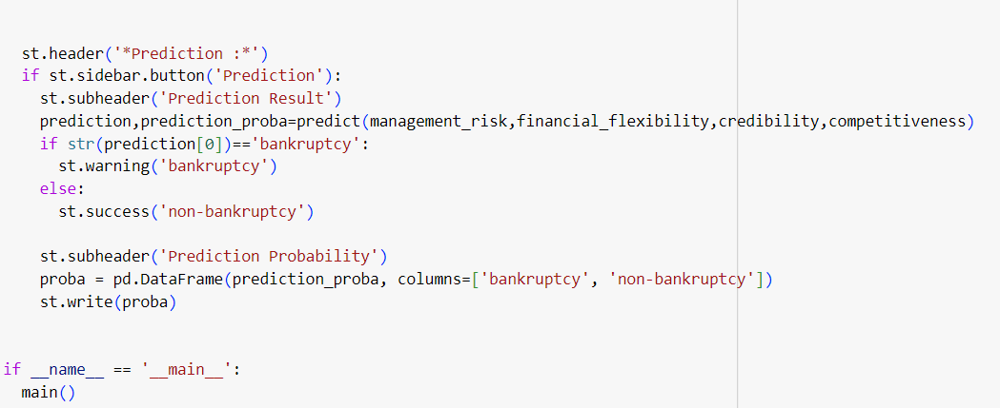 st.header('*Prediction :*')
if st.sidebar.button('Prediction'):
st.subheader('Prediction Result')
prediction,prediction_proba=predict(management_risk,financial_flexibility,credibility,competitiveness)
if str(prediction[0])=='bankruptcy':
st.warning('bankruptcy')
else:
st.success('non-bankruptcy')
st.subheader('Prediction Probability')
proba = pd.DataFrame(prediction_proba, columns=['bankruptcy', 'non-bankruptcy'])
st.write(proba)
if __name__ == '__main__':
main()